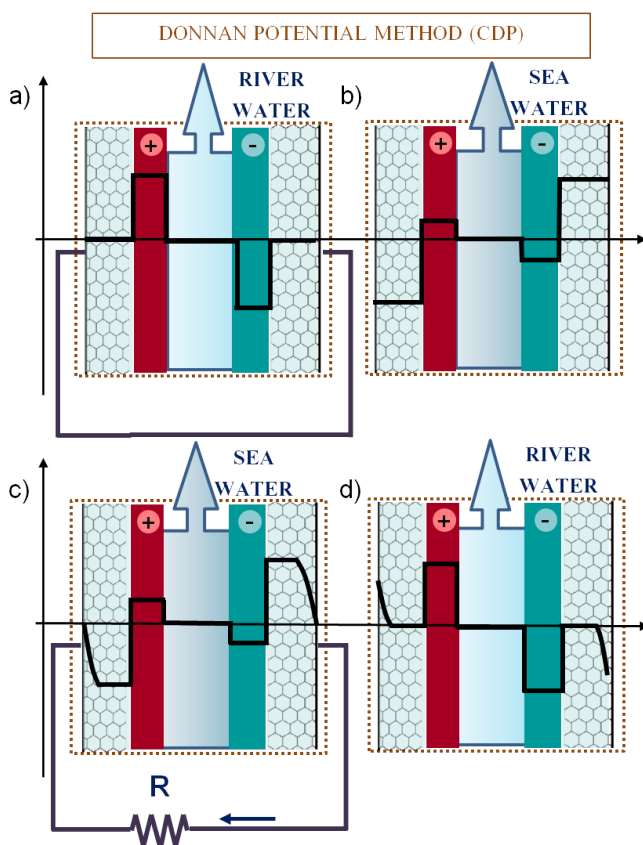 DONNAN POTENTIAL METHOD (CDP)
a)
RIVER
WATER
+
-
b)
SEA
WATER
+
-
c)
SEA
WATER
+
-
R
d)
RIVER
WATER
+
-